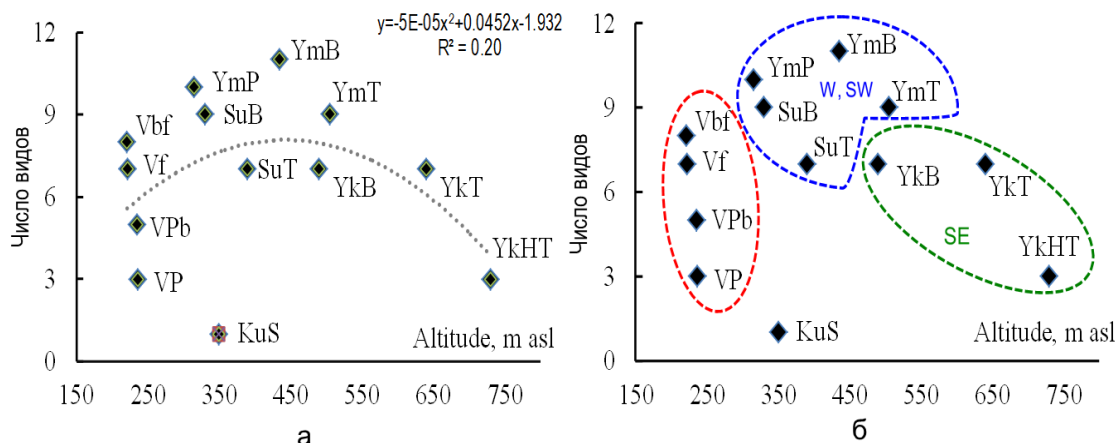 y=-5E-05x²+0.0452x-1.932
R² = 0.20
Число видов
12
9
6
3
0
YmB
YmP
YmT
SuB
Vbf
Vf
SuT
YkB
YkT
VPb
VP
YkHT
KuS
Altitude, m asl
150 250 350 450 550 650 750
а
Число видов
12
9
6
3
0
YmB
YmP
W, SW
YmT
SuB
Vbf
Vf
SuT
YkB
YkT
VPb
SE
VP
YkHT
KuS
Altitude, m asl
150 250 350 450 550 650 750
б